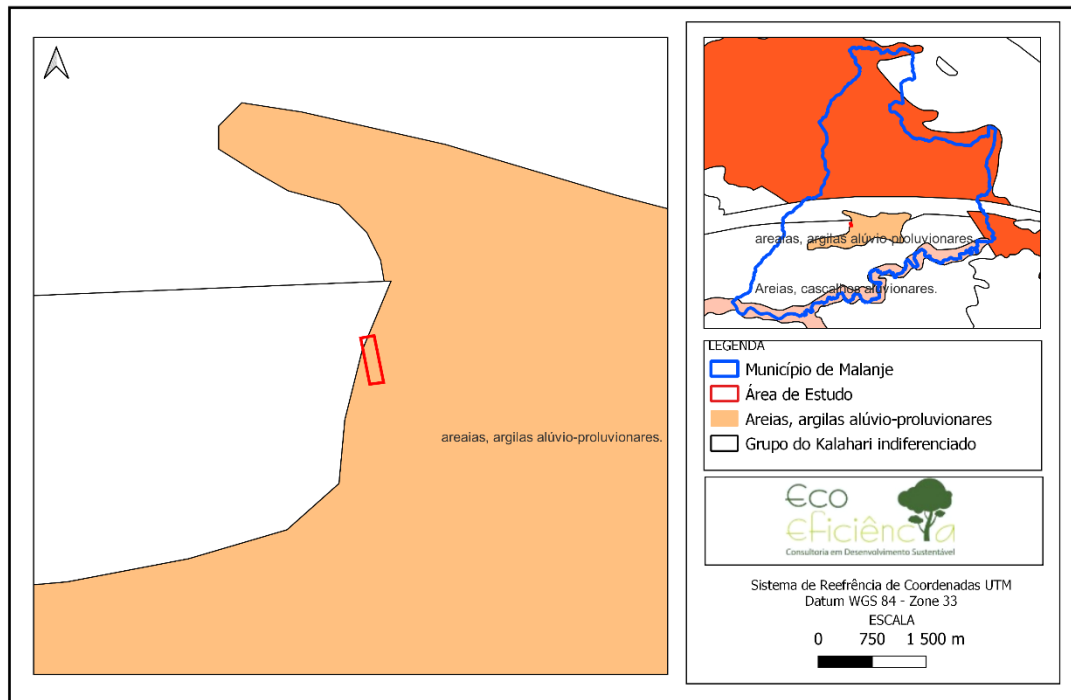 areaias, argilas alúvio-proluvionares.
areaias, argilas alúvio-proluvionares.
Areias, cascalhos aluvionares.
LEGENDA
Município de Malanje
Área de Estudo
Areias, argilas alúvio-proluvionares
Grupo do Kalahari indiferenciado
Eco
Eficiência
Consultoria em Desenvolvimento Sustentável
Sistema de Reefrência de Coordenadas UTM
Datum WGS 84 - Zone 33
ESCALA
0 750 1 500 m